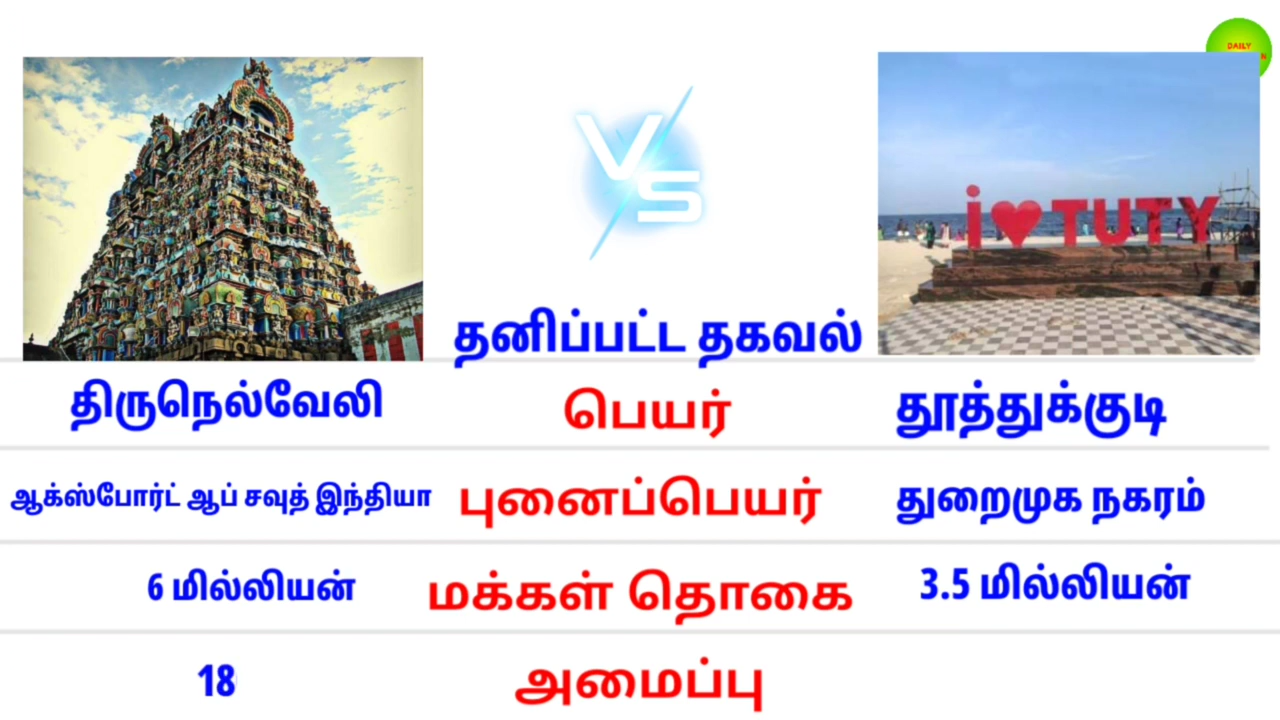 DAILY
VS
i ❤ TUTY
தனிப்பட்ட தகவல்
திருநெல்வேலி பெயர் தூத்துக்குடி
ஆக்ஸ்போர்ட் ஆப் சவுத் இந்தியா புனைப்பெயர் துறைமுக நகரம்
6 மில்லியன் மக்கள் தொகை 3.5 மில்லியன்
18 அமைப்பு